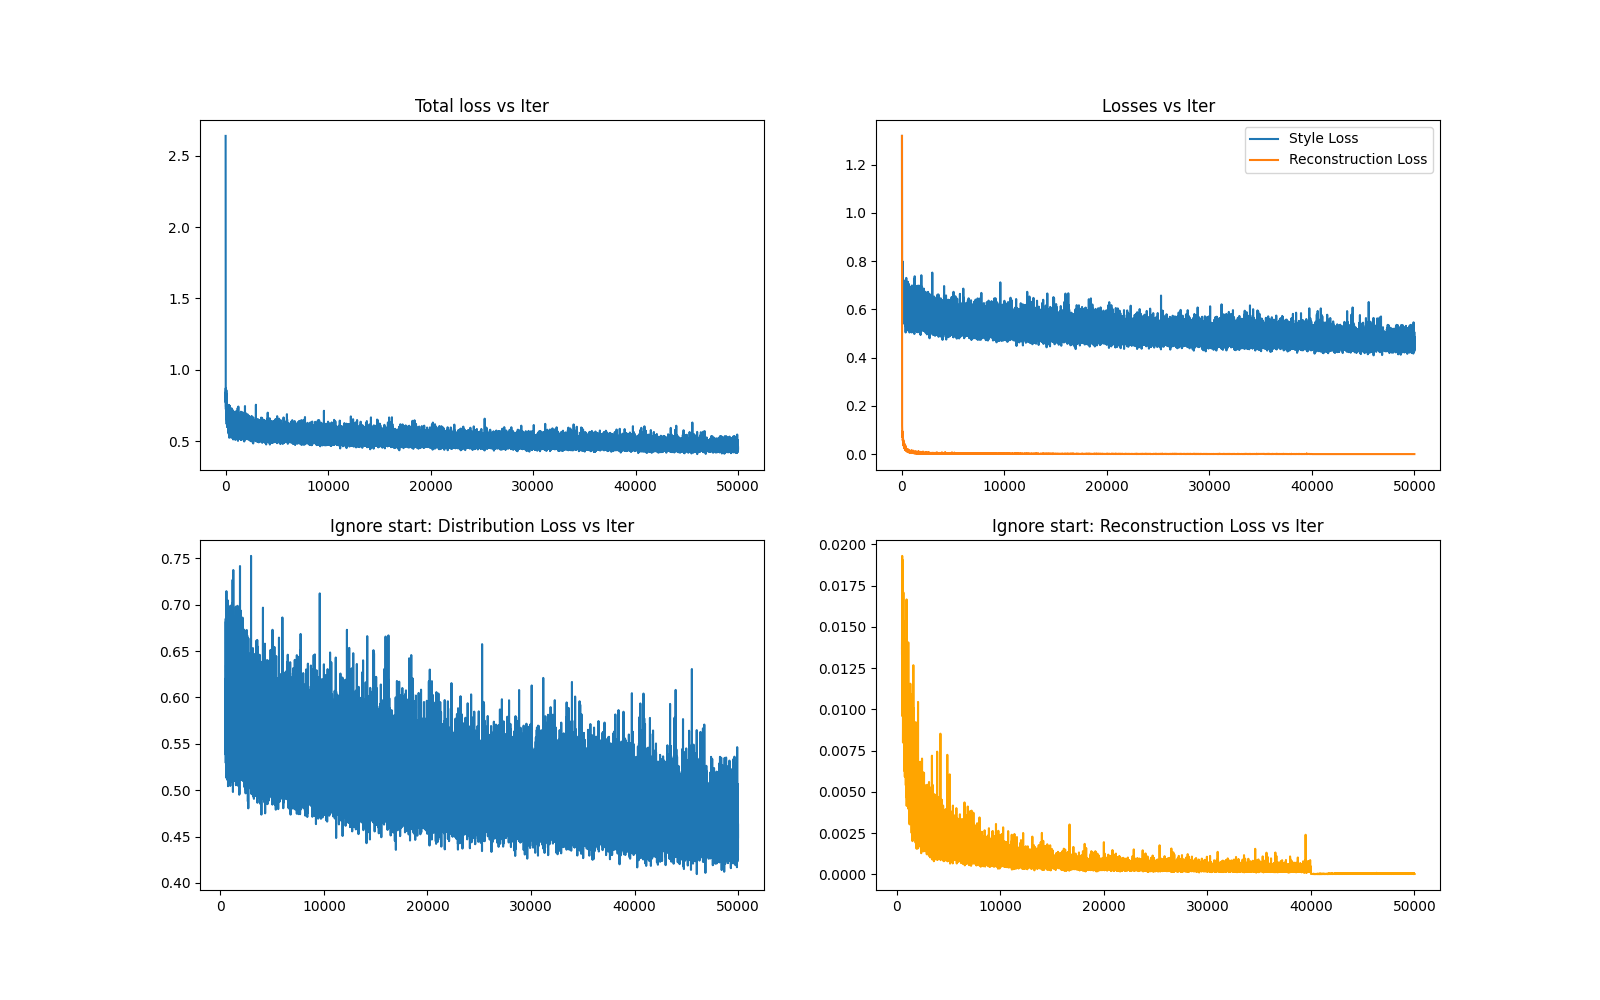 Total loss vs Iter
2.5
2.0
1.5
1.0
0.5
0 10000 20000 30000 40000 50000
Losses vs Iter
Style Loss
Reconstruction Loss
1.2
1.0
0.8
0.6
0.4
0.2
0.0
0 10000 20000 30000 40000 50000
Ignore start: Distribution Loss vs Iter
0.75
0.70
0.65
0.60
0.55
0.50
0.45
0.40
0 10000 20000 30000 40000 50000
Ignore start: Reconstruction Loss vs Iter
0.0200
0.0175
0.0150
0.0125
0.0100
0.0075
0.0050
0.0025
0.0000
0 10000 20000 30000 40000 50000